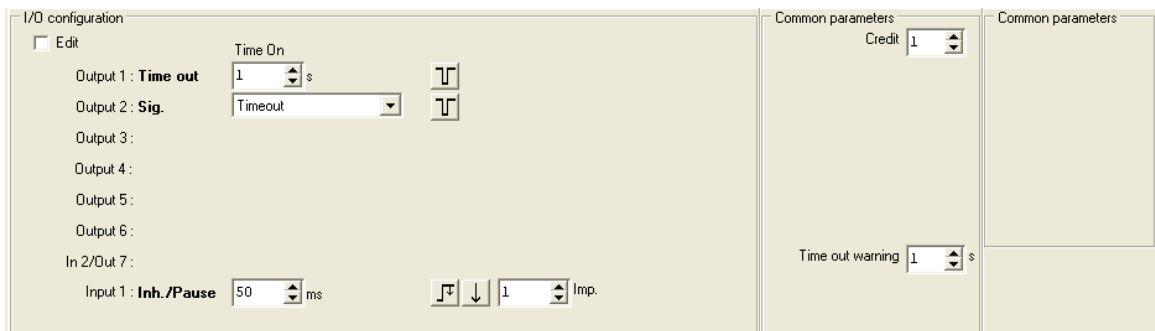 I/O configuration
Edit
Time On
Output 1 : Time out 1 s
Output 2 : Sig. Timeout
Output 3 :
Output 4 :
Output 5 :
Output 6 :
In 2/Out 7 :
Input 1 : Inh./Pause 50 ms 1 Imp.
Common parameters
Credit 1
Time out warning 1 s
Common parameters